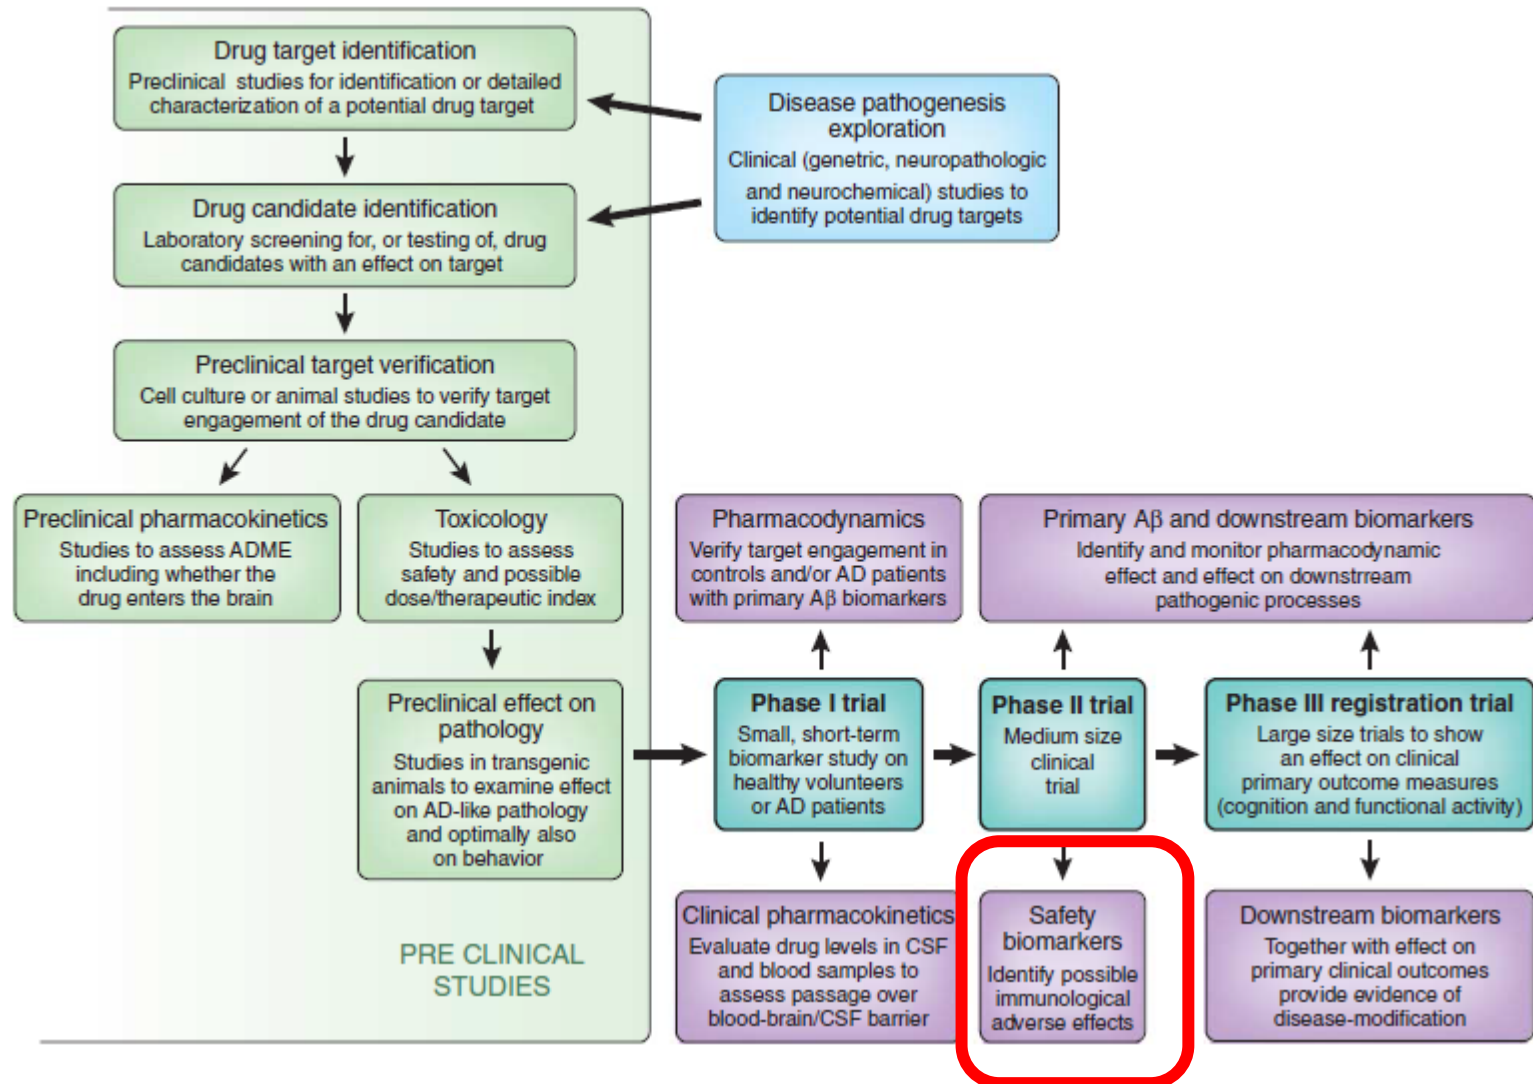 Drug target identification
Preclinical studies for identification or detailed
characterization of a potential drug target
Disease pathogenesis
exploration
Clinical (genetric, neuropathologic
and neurochemical) studies to
identify potential drug targets
Drug candidate identification
Laboratory screening for, or testing of, drug
candidates with an effect on target
Preclinical target verification
Cell culture or animal studies to verify target
engagement of the drug candidate
Preclinical pharmacokinetics
Studies to assess ADME
including whether the
drug enters the brain
Toxicology
Studies to assess
safety and possible
dose/therapeutic index
Pharmacodynamics
Verify target engagement in
controls and/or AD patients
with primary Aβ biomarkers
Primary Aβ and downstream biomarkers
Identify and monitor pharmacodynamic
effect and effect on downstrream
pathogenic processes
Preclinical effect on
pathology
Studies in transgenic
animals to examine effect
on AD-like pathology
and optimally also
on behavior
Phase I trial
Small, short-term
biomarker study on
healthy volunteers
or AD patients
Phase II trial
Medium size
clinical
trial
Phase III registration trial
Large size trials to show
an effect on clinical
primary outcome measures
(cognition and functional activity)
PRE CLINICAL
STUDIES
Clinical pharmacokinetics
Evaluate drug levels in CSF
and blood samples to
assess passage over
blood-brain/CSF barrier
Safety
biomarkers
Identify possible
immunological
adverse effects
Downstream biomarkers
Together with effect on
primary clinical outcomes
provide evidence of
disease-modification